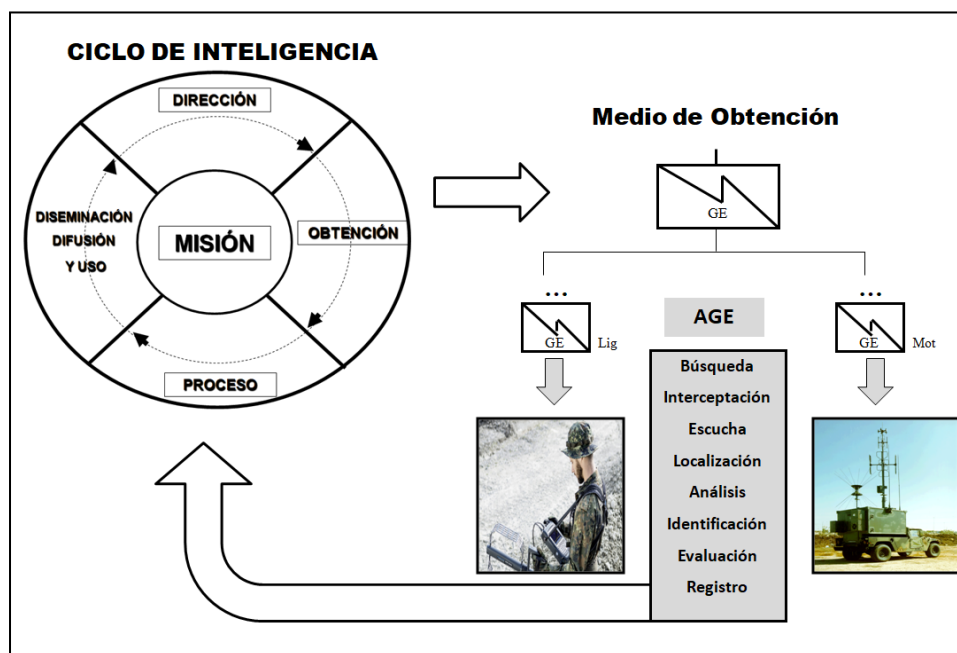 CICLO DE INTELIGENCIA
DIRECCIÓN
DISEMINACIÓN
DIFUSIÓN
Y USO
MISIÓN
OBTENCIÓN
PROCESO
Medio de Obtención
GE
...
GE
Lig
AGE
...
GE
Mot
Búsqueda
Interceptación
Escucha
Localización
Análisis
Identificación
Evaluación
Registro